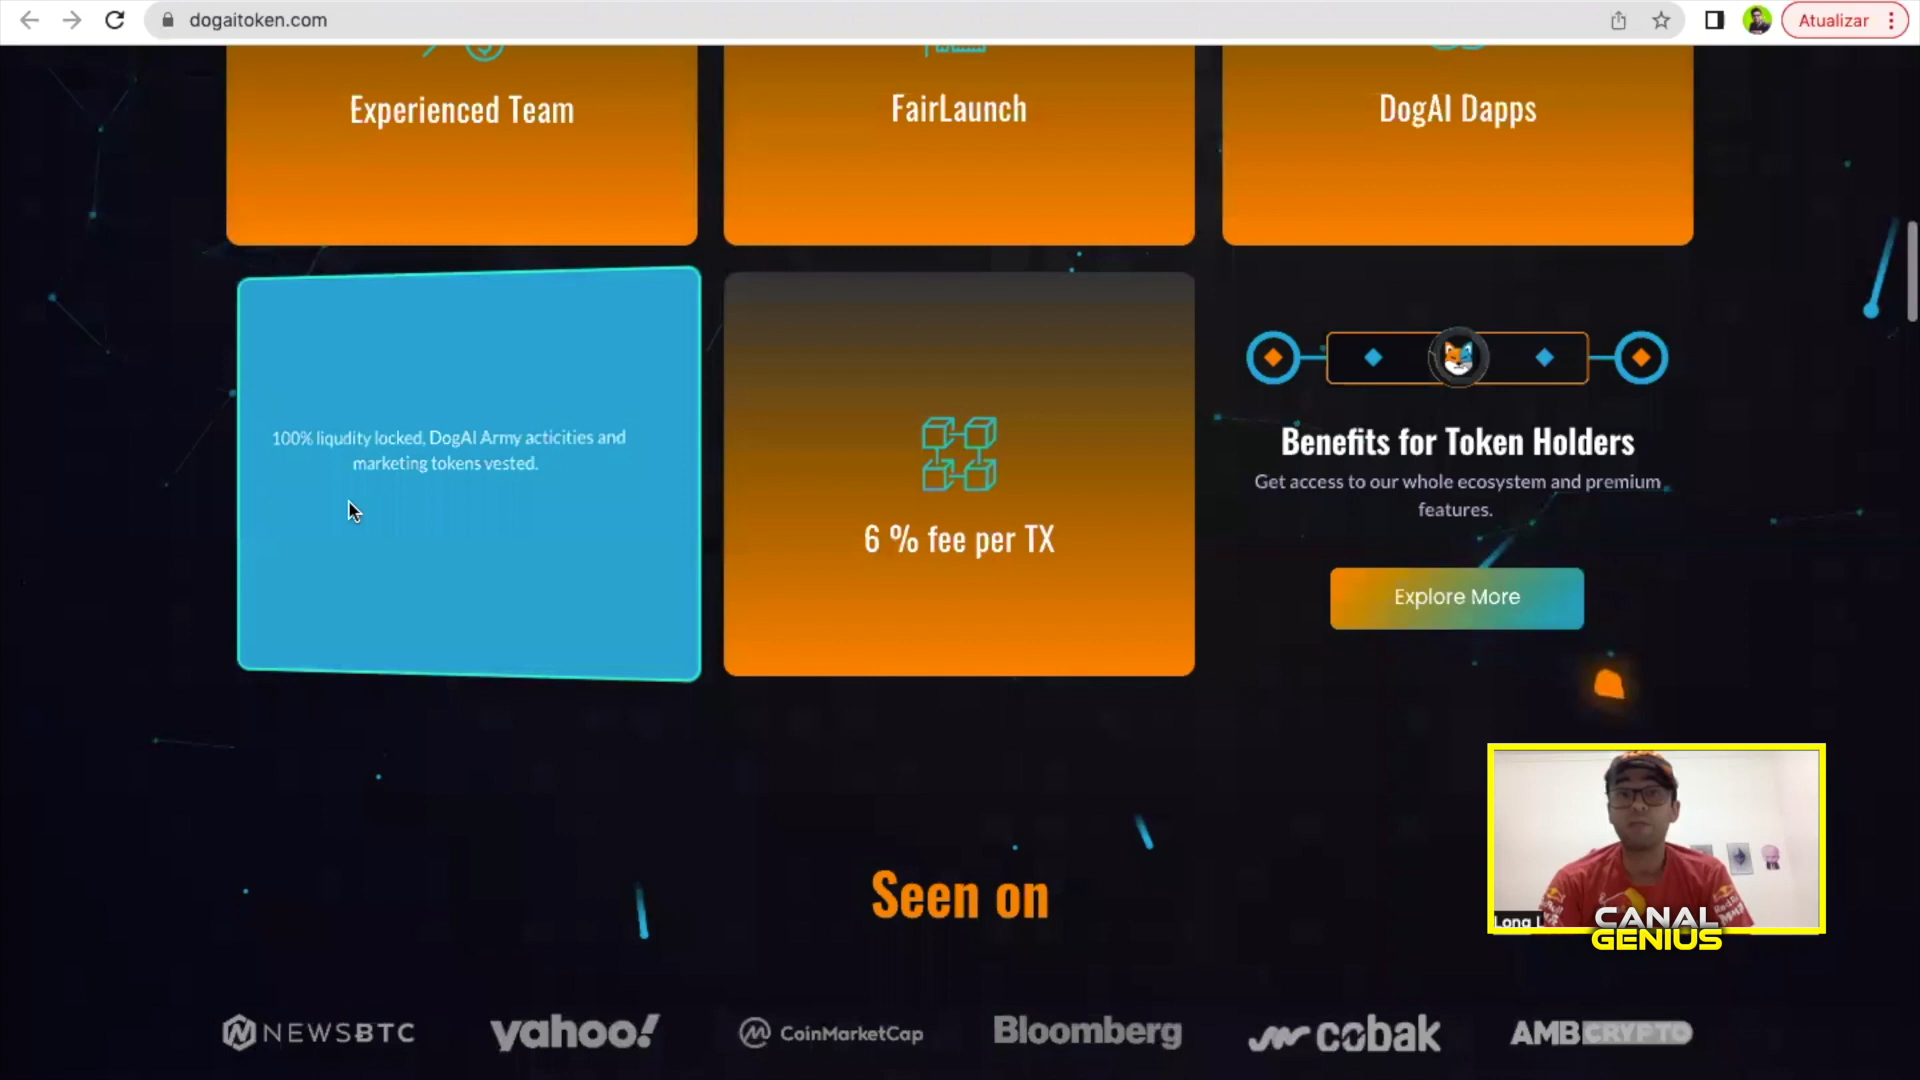 dogaitoken.com
Atualizar
Experienced Team
FairLaunch
DogAI Dapps
100% liqudity locked, DogAI Army acticities and
marketing tokens vested.
6 % fee per TX
Benefits for Token Holders
Get access to our whole ecosystem and premium
features.
Explore More
Seen on
Long
CANAL
GENIUS
NEWSBTC
yahoo!
CoinMarketCap
Bloomberg
cobak
AMBCRYPTO